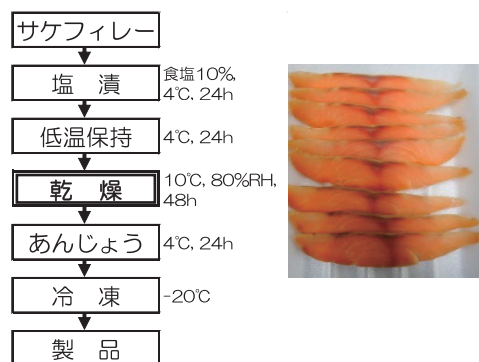 サケフィレー
塩 漬
食塩10%,
4℃, 24h
低温保持
4℃, 24h
乾 燥
10℃, 80%RH,
48h
あんじょう
4℃, 24h
冷 凍
-20℃
製 品